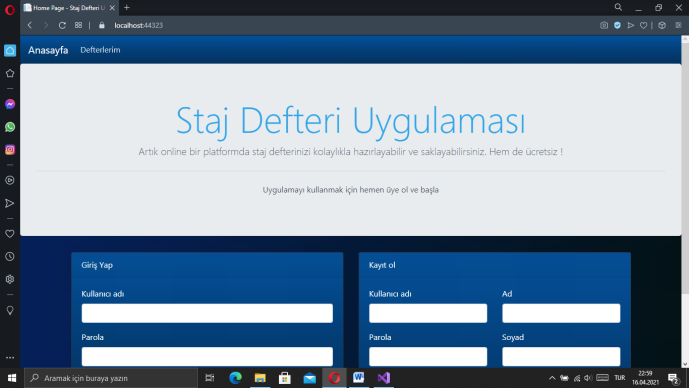 Home Page - Staj Defteri U
localhost:44323
Anasayfa Defterlerim
Staj Defteri Uygulaması
Artık online bir platformda staj defterinizi kolaylıkla hazırlayabilir ve saklayabilirsiniz. Hem de ücretsiz !
Uygulamayı kullanmak için hemen üye ol ve başla
Giriş Yap
Kullanıcı adı
Parola
Kayıt ol
Kullanıcı adı Ad
Parola Soyad
Aramak için buraya yazın
TUR
22:59
16.04.2021
2